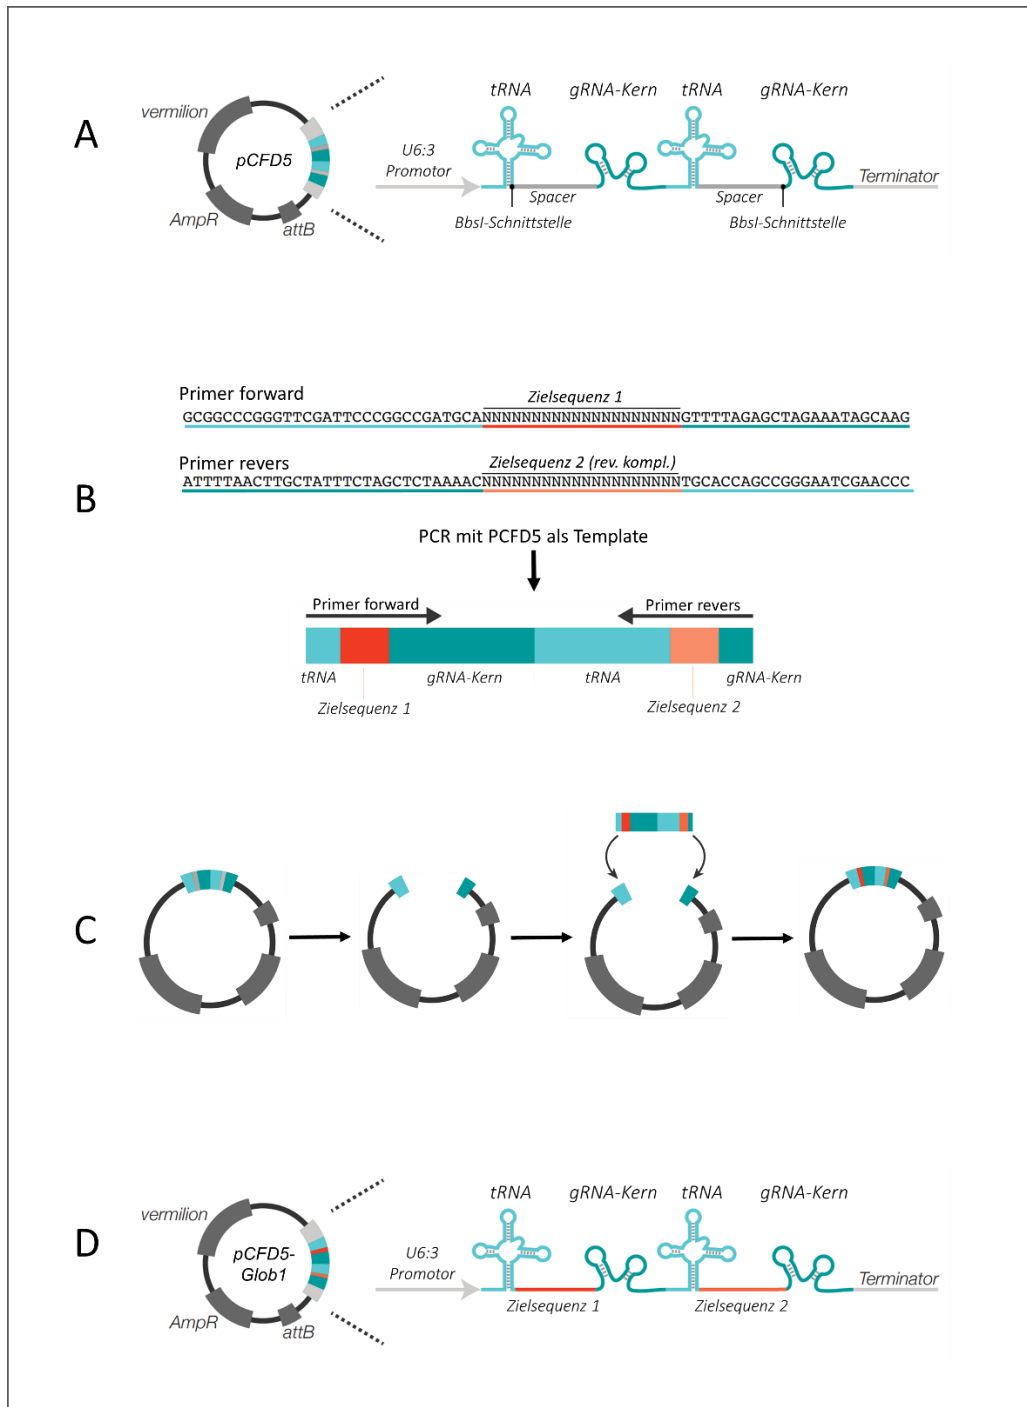 A
vermilion
pCFD5
AmpR
attB
tRNA
gRNA-Kern
tRNA
gRNA-Kern
U6:3
Promotor
Spacer
Spacer
Terminator
BbsI-Schnittstelle
BbsI-Schnittstelle
B
Primer forward
Zielsequenz 1
GCGGCCCGGGTTCGATTCCCGGCCGATGCANNNNNNNNNNNNNNNNNNNNGTTTTAGAGCTAGAAATAGCAAG
Primer revers
Zielsequenz 2 (rev. kompl.)
ATTTTAACTTGCTATTTCTAGCTCTAAAACNNNNNNNNNNNNNNNNNNNNTGCACCAGCCGGGAATCGAACCC
PCR mit PCFD5 als Template
Primer forward
Primer revers
tRNA
gRNA-Kern
tRNA
gRNA-Kern
Zielsequenz 1
Zielsequenz 2
C
D
vermilion
pCFD5-
Glob1
AmpR
attB
tRNA
gRNA-Kern
tRNA
gRNA-Kern
U6:3
Promotor
Zielsequenz 1
Zielsequenz 2
Terminator